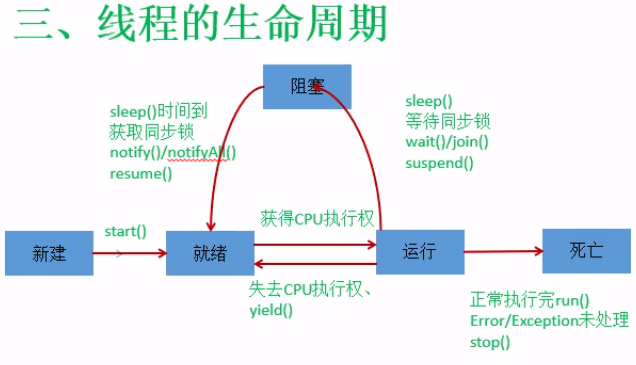 三、线程的生命周期
阻塞
sleep()时间到
获取同步锁
notify()/notifyAll()
resume()
sleep()
等待同步锁
wait()/join()
suspend()
start()
获得CPU执行权
新建
就绪
运行
死亡
失去CPU执行权、
yield()
正常执行完run()
Error/Exception未处理
stop()